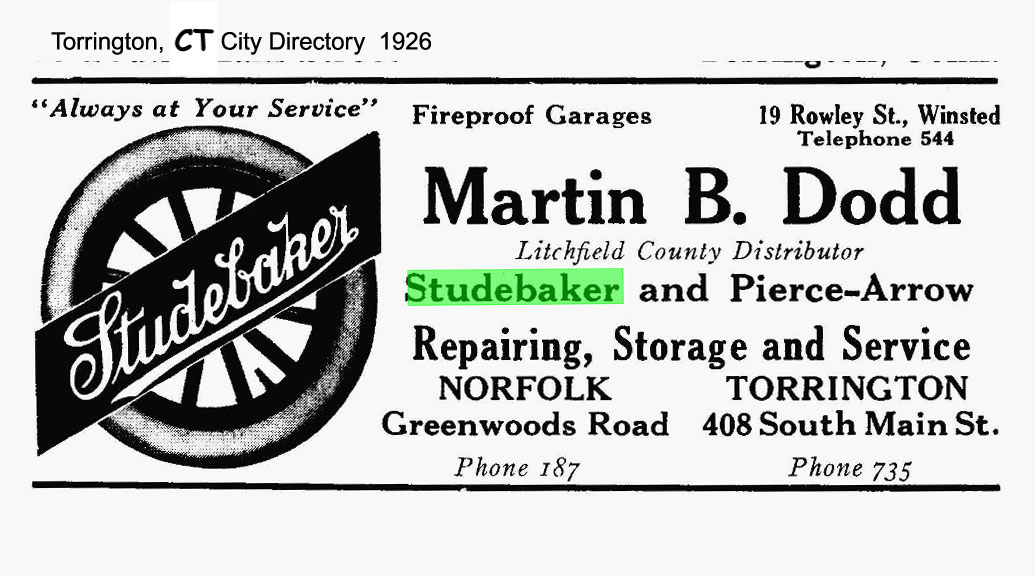 Torrington, CT City Directory 1926
"Always at Your Service"
Studebaker
Fireproof Garages
19 Rowley St., Winsted
Telephone 544
Martin B. Dodd
Litchfield County Distributor
Studebaker and Pierce-Arrow
Repairing, Storage and Service
NORFOLK
Greenwoods Road
Phone 187
TORRINGTON
408 South Main St.
Phone 735